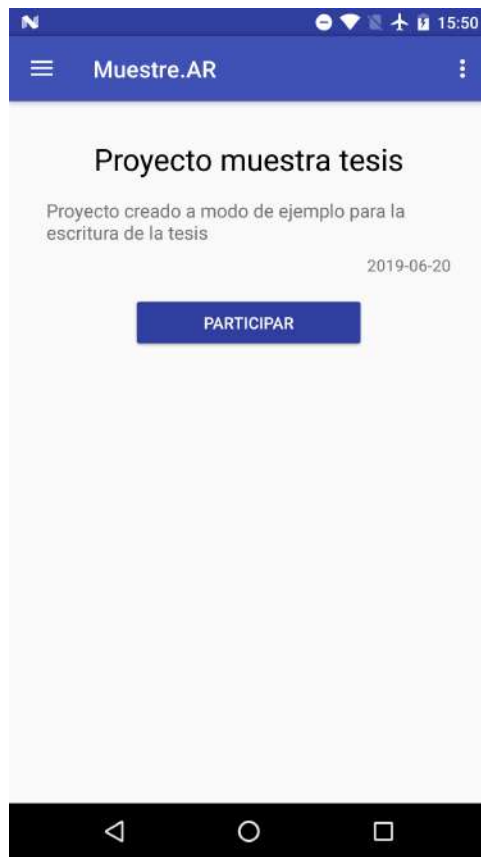 15:50
Muestre.AR
Proyecto muestra tesis
Proyecto creado a modo de ejemplo para la
escritura de la tesis
2019-06-20
PARTICIPAR